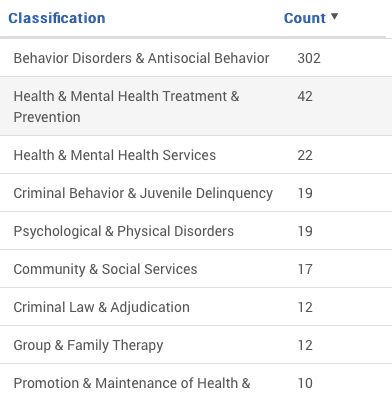 Classification Count ▼
Behavior Disorders & Antisocial Behavior 302
Health & Mental Health Treatment & 42
Prevention
Health & Mental Health Services 22
Criminal Behavior & Juvenile Delinquency 19
Psychological & Physical Disorders 19
Community & Social Services 17
Criminal Law & Adjudication 12
Group & Family Therapy 12
Promotion & Maintenance of Health & 10